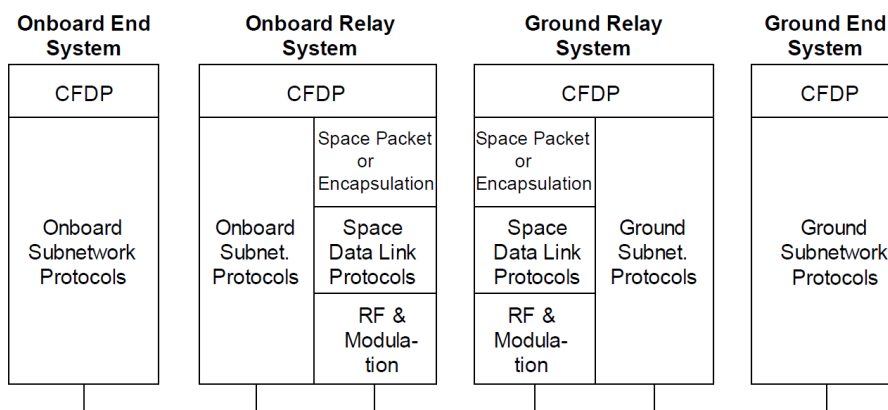 Onboard End
System
CFDP
Onboard
Subnetwork
Protocols
Onboard Relay
System
CFDP
Onboard
Subnet.
Protocols
Space Packet
or
Encapsulation
Space
Data Link
Protocols
RF &
Modula-
tion
Ground Relay
System
CFDP
Space Packet
or
Encapsulation
Space
Data Link
Protocols
RF &
Modula-
tion
Ground
Subnet.
Protocols
Ground End
System
CFDP
Ground
Subnetwork
Protocols